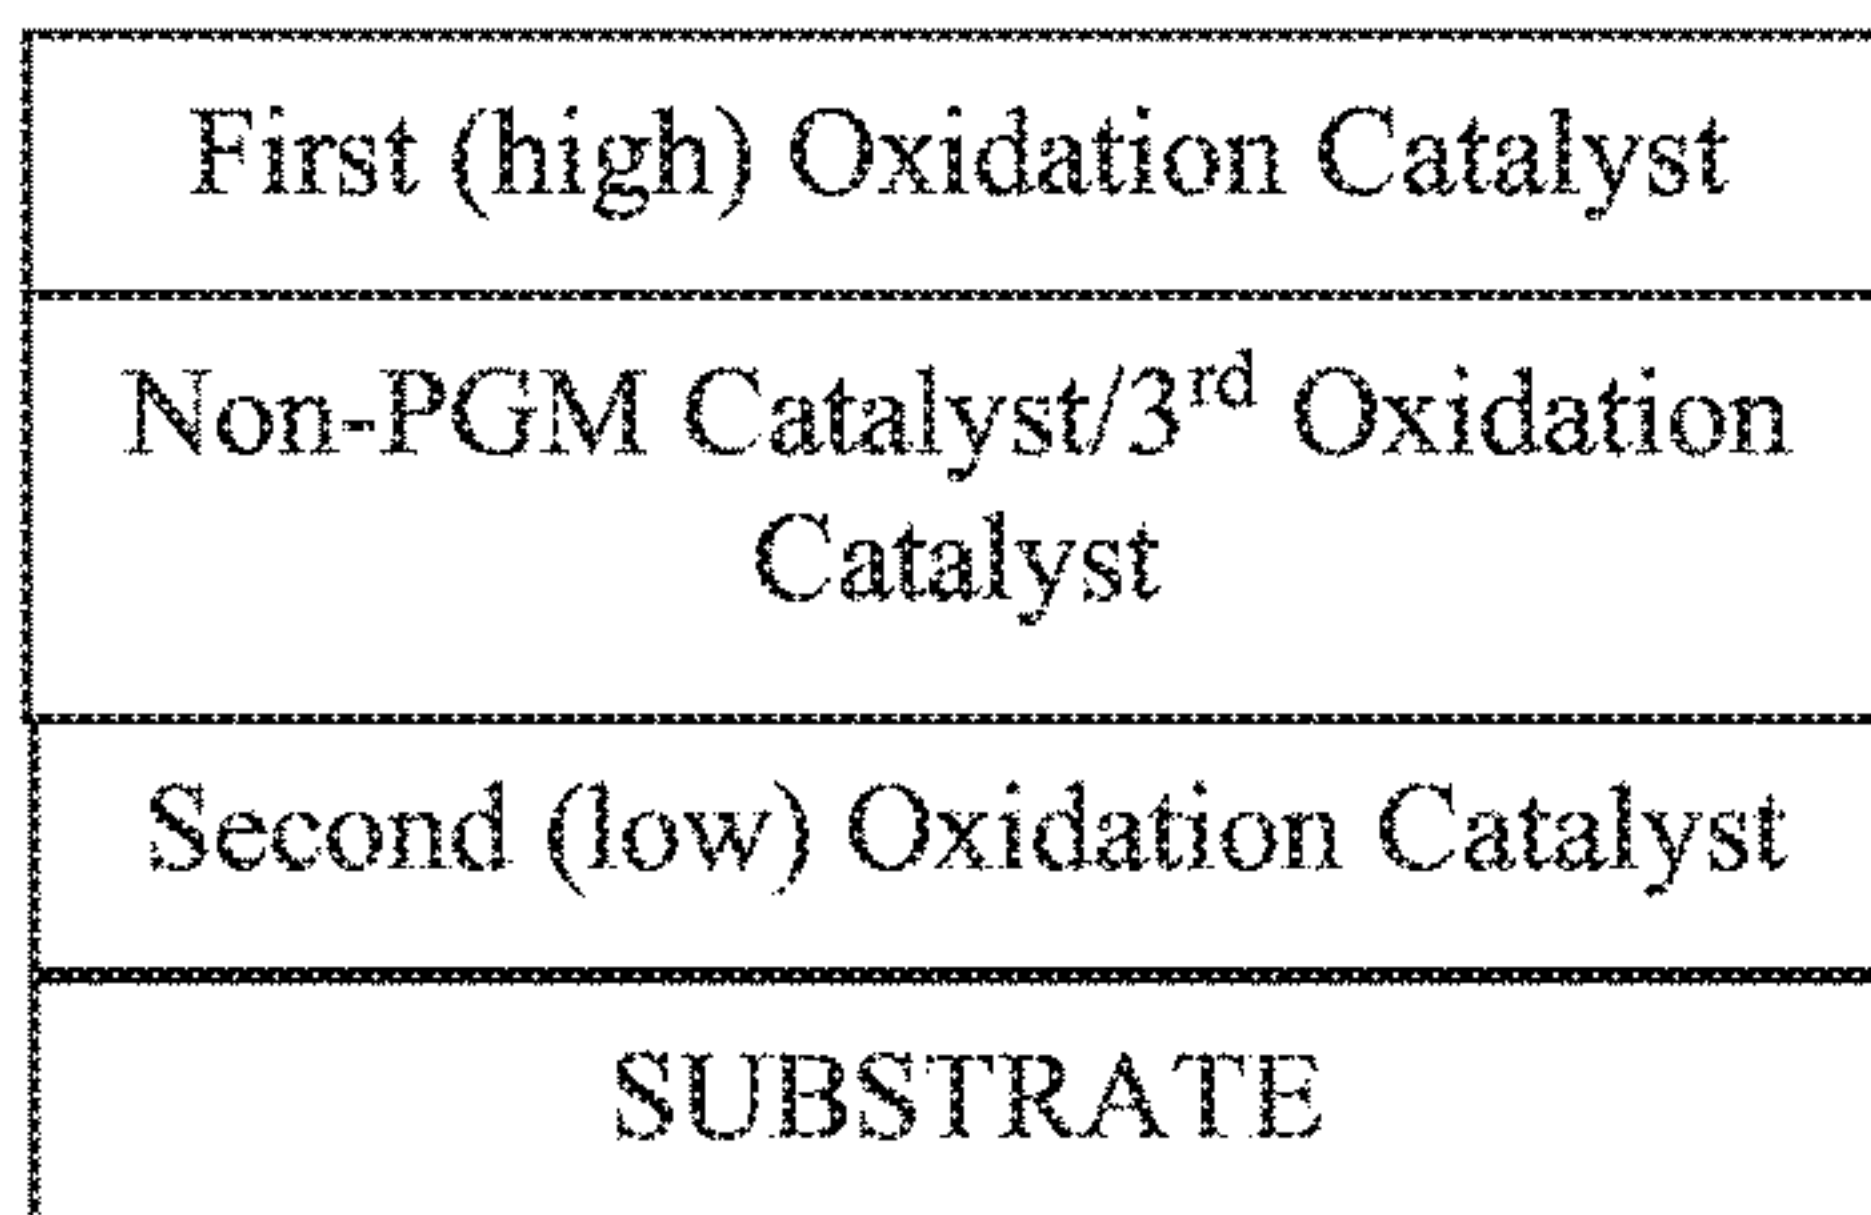 First (high) Oxidation Catalyst
Non-PGM Catalyst/3rd Oxidation
Catalyst
Second (low) Oxidation Catalyst
SUBSTRATE